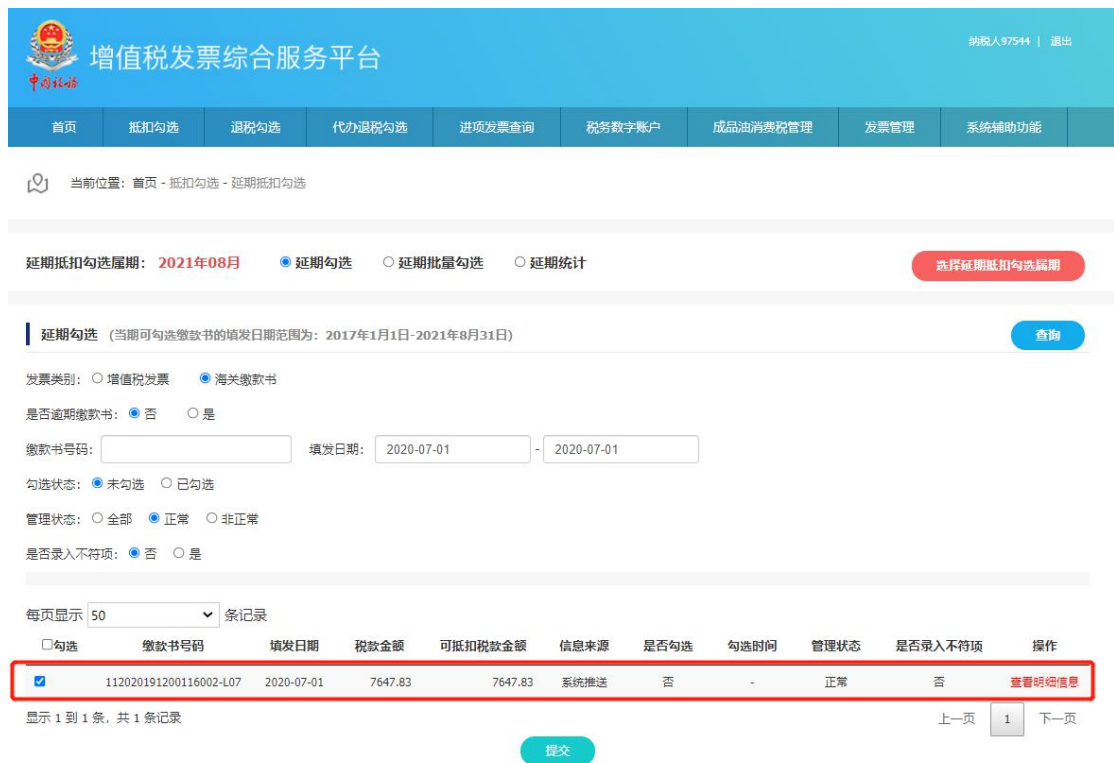 中国税务
增值税发票综合服务平台
纳税人97544 | 退出
首页 抵扣勾选 退税勾选 代办退税勾选 进项发票查询 税务数字账户 成品油消费税管理 发票管理 系统辅助功能
当前位置：首页 - 抵扣勾选 - 延期抵扣勾选
延期抵扣勾选属期： 2021年08月 延期勾选 延期批量勾选 延期统计 选择延期抵扣勾选属期
延期勾选 (当期可勾选缴款书的填发日期范围为：2017年1月1日-2021年8月31日) 查询
发票类别： 增值税发票 海关缴款书
是否逾期缴款书： 否 是
缴款书号码： 填发日期： 2020-07-01 - 2020-07-01
勾选状态： 未勾选 已勾选
管理状态： 全部 正常 非正常
是否录入不符项： 否 是
每页显示 50 条记录
勾选 缴款书号码 填发日期 税款金额 可抵扣税款金额 信息来源 是否勾选 勾选时间 管理状态 是否录入不符项 操作
112020191200116002-L07 2020-07-01 7647.83 7647.83 系统推送 否 - 正常 否 查看明细信息
显示 1 到 1 条，共 1 条记录 上一页 1 下一页
提交